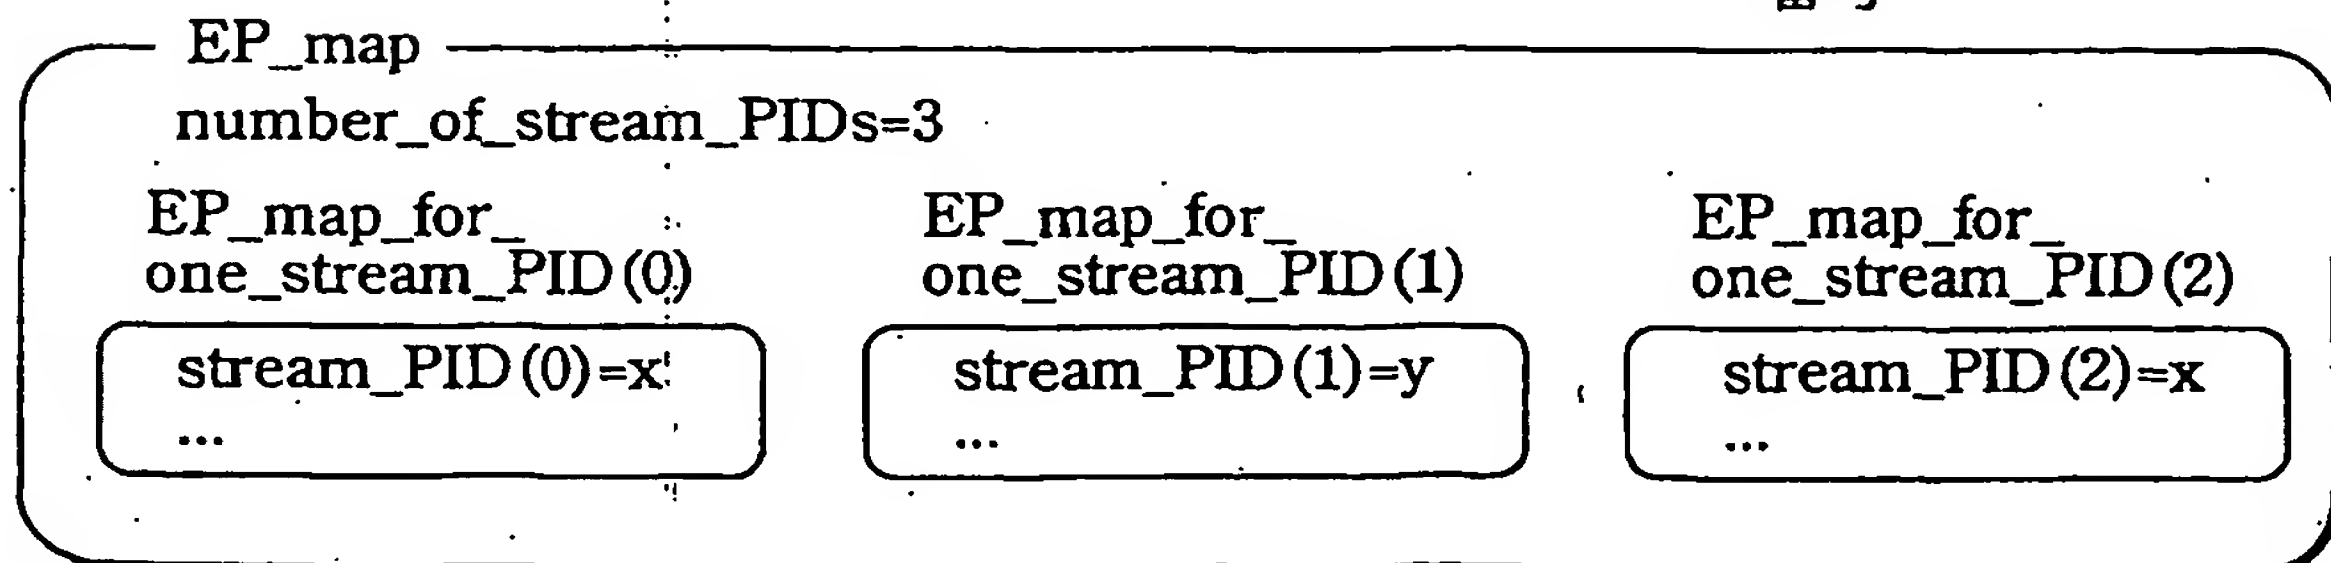 EP_map
number_of_stream_PIDs=3
EP_map_for_
one_stream_PID(0)
EP_map_for_
one_stream_PID(1)
EP_map_for_
one_stream_PID(2)
stream_PID(0)=x
...
stream_PID(1)=y
...
stream_PID(2)=x
...